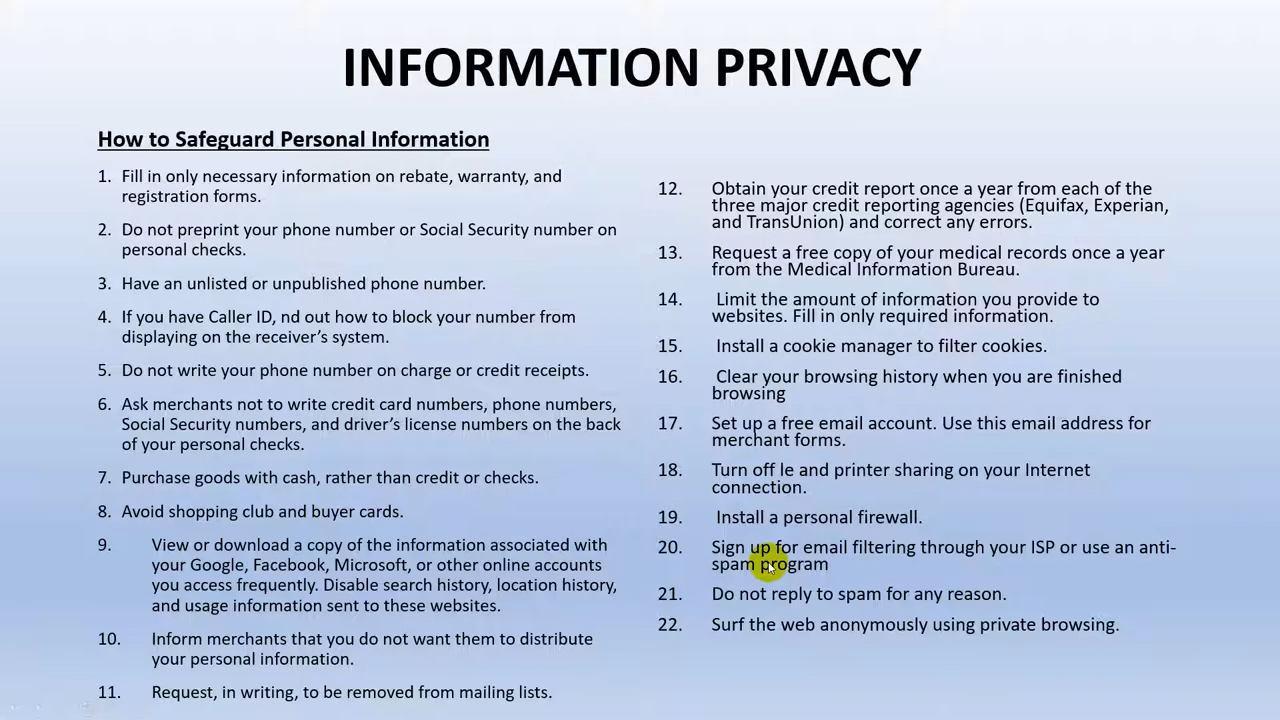 INFORMATION PRIVACY
How to Safeguard Personal Information
1. Fill in only necessary information on rebate, warranty, and
registration forms.
2. Do not preprint your phone number or Social Security number on
personal checks.
3. Have an unlisted or unpublished phone number.
4. If you have Caller ID, nd out how to block your number from
displaying on the receiver’s system.
5. Do not write your phone number on charge or credit receipts.
6. Ask merchants not to write credit card numbers, phone numbers,
Social Security numbers, and driver’s license numbers on the back
of your personal checks.
7. Purchase goods with cash, rather than credit or checks.
8. Avoid shopping club and buyer cards.
9. View or download a copy of the information associated with
your Google, Facebook, Microsoft, or other online accounts
you access frequently. Disable search history, location history,
and usage information sent to these websites.
10. Inform merchants that you do not want them to distribute
your personal information.
11. Request, in writing, to be removed from mailing lists.
12. Obtain your credit report once a year from each of the
three major credit reporting agencies (Equifax, Experian,
and TransUnion) and correct any errors.
13. Request a free copy of your medical records once a year
from the Medical Information Bureau.
14. Limit the amount of information you provide to
websites. Fill in only required information.
15. Install a cookie manager to filter cookies.
16. Clear your browsing history when you are finished
browsing
17. Set up a free email account. Use this email address for
merchant forms.
18. Turn off le and printer sharing on your Internet
connection.
19. Install a personal firewall.
20. Sign up for email filtering through your ISP or use an anti-
spam program
21. Do not reply to spam for any reason.
22. Surf the web anonymously using private browsing.